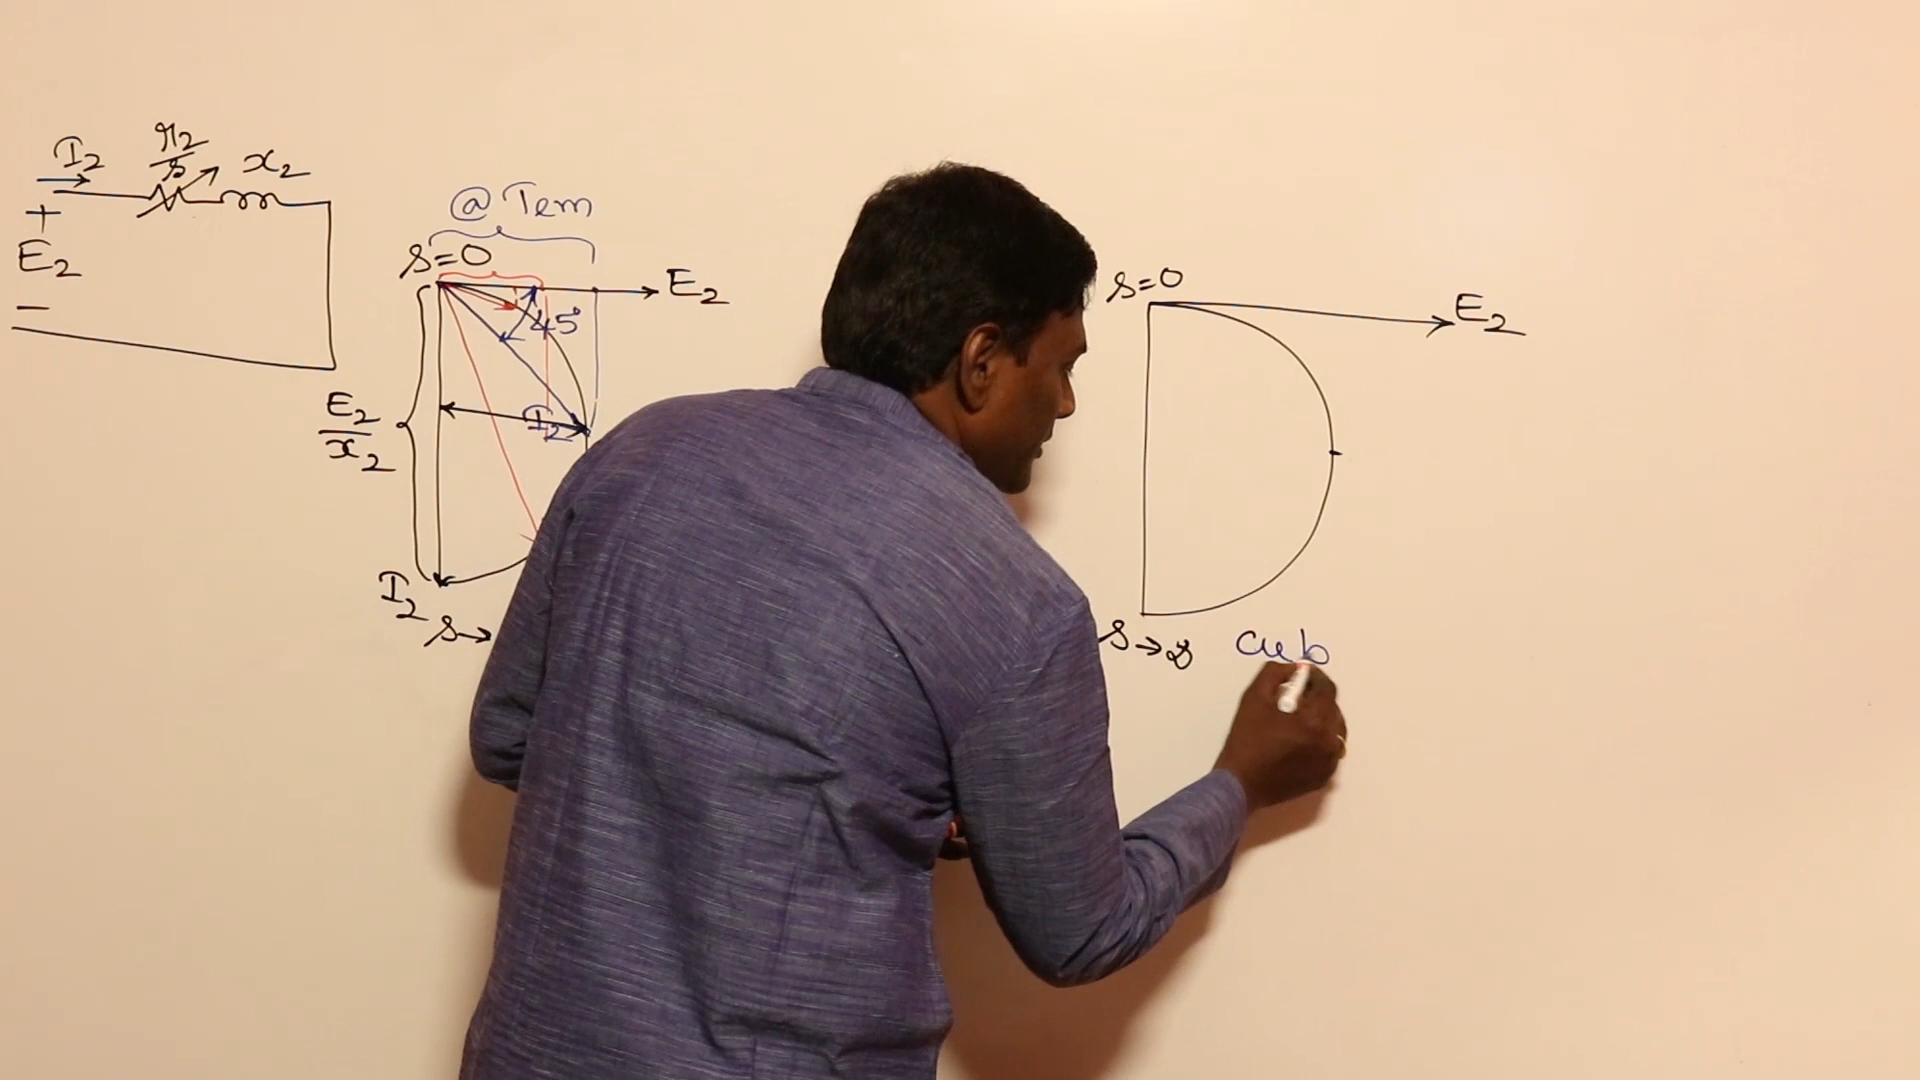 I₂
r₂/s
x₂
+
E₂
−
@ Tem
s=0
E₂
45°
E₂/x₂
I₂
I₂
s→
s=0
E₂
s→∞
cub